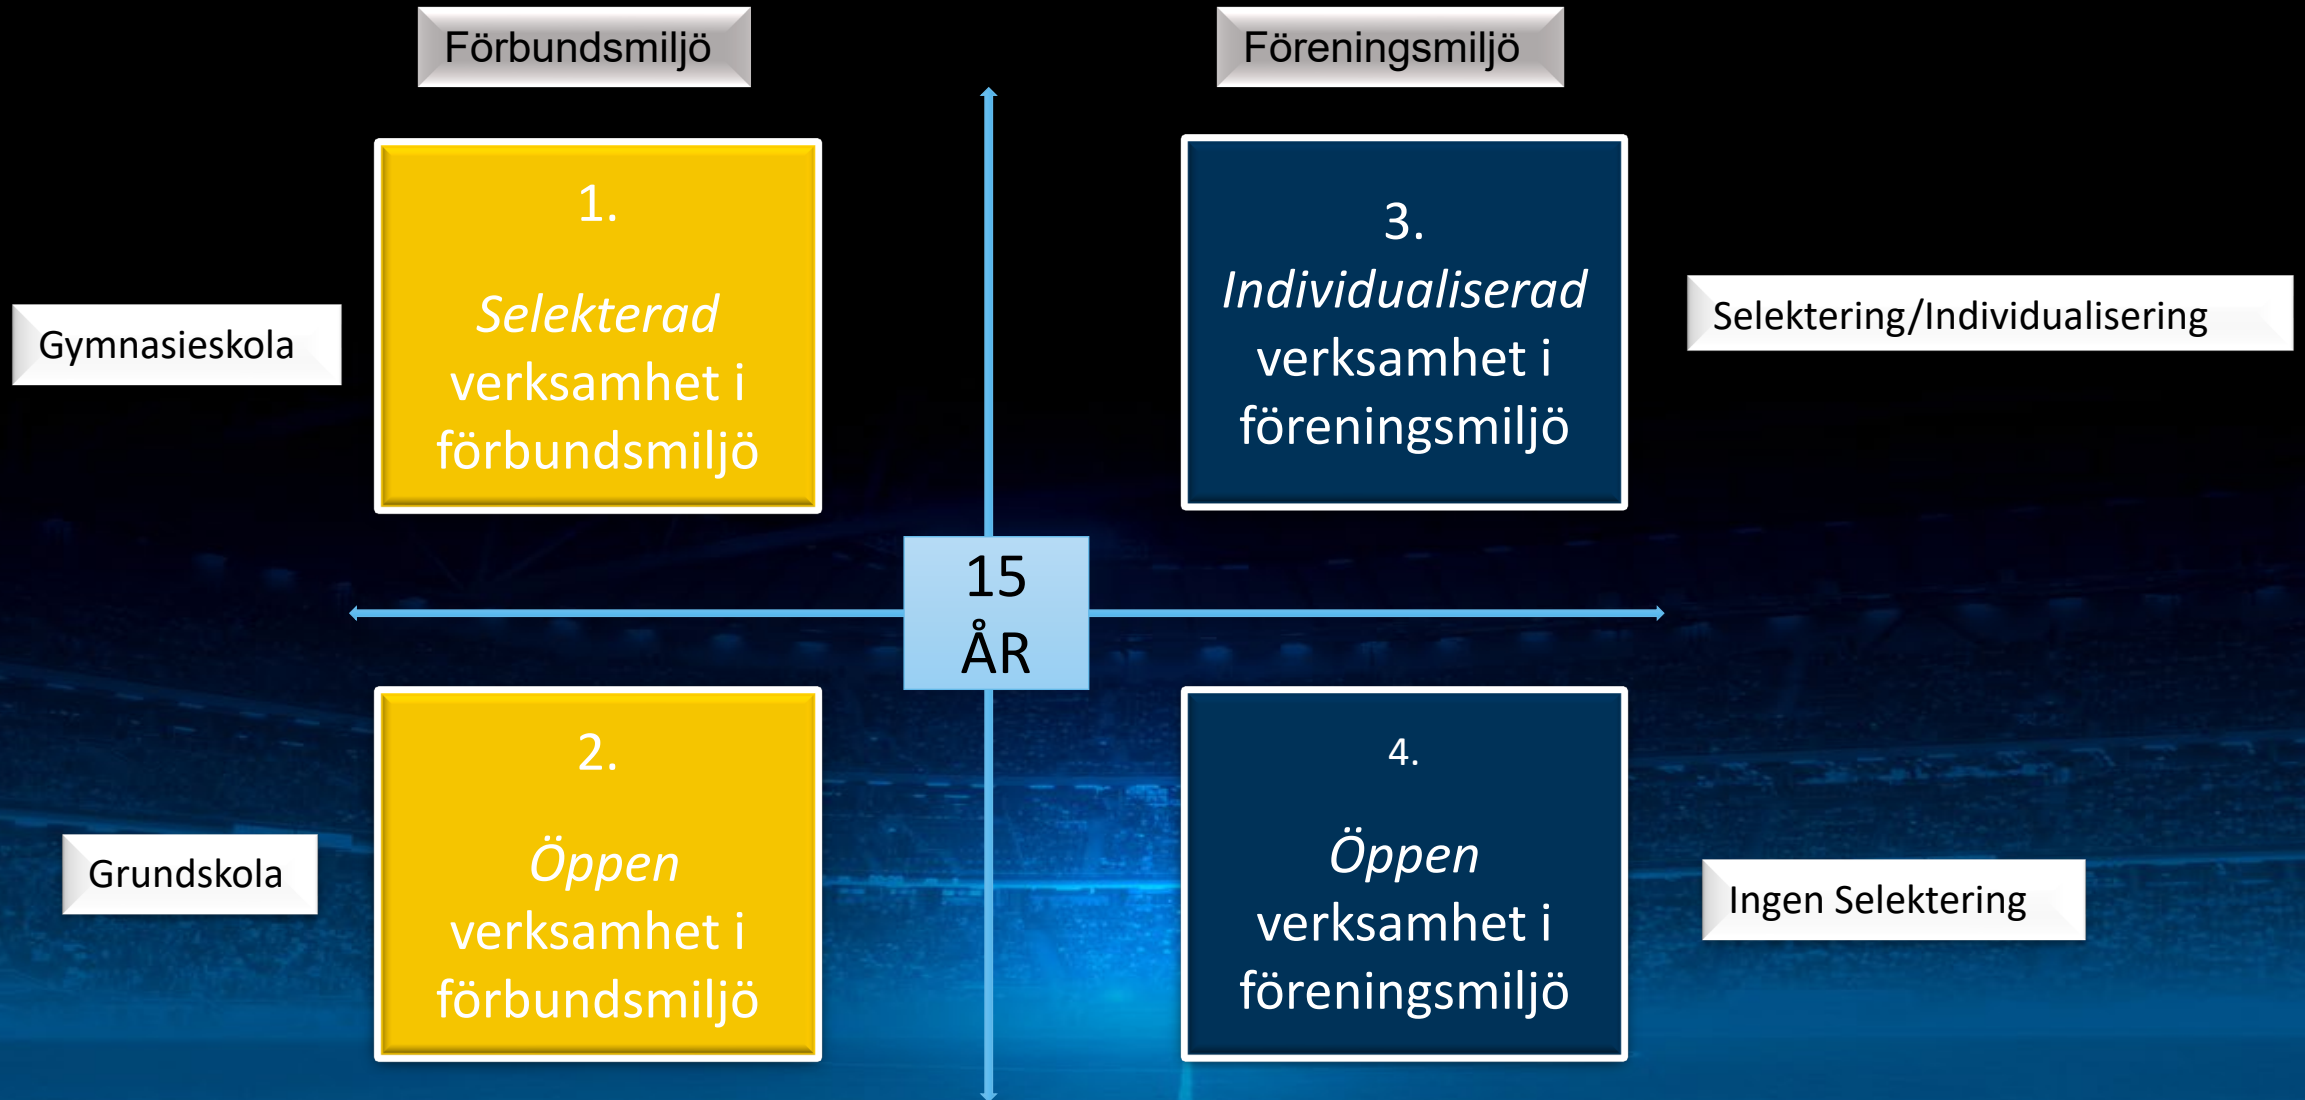 Förbundsmiljö
Föreningsmiljö
1.
Selekterad
verksamhet i
förbundsmiljö
3.
Individualiserad
verksamhet i
föreningsmiljö
Gymnasieskola
Selektering/Individualisering
15
ÅR
2.
Öppen
verksamhet i
förbundsmiljö
4.
Öppen
verksamhet i
föreningsmiljö
Grundskola
Ingen Selektering